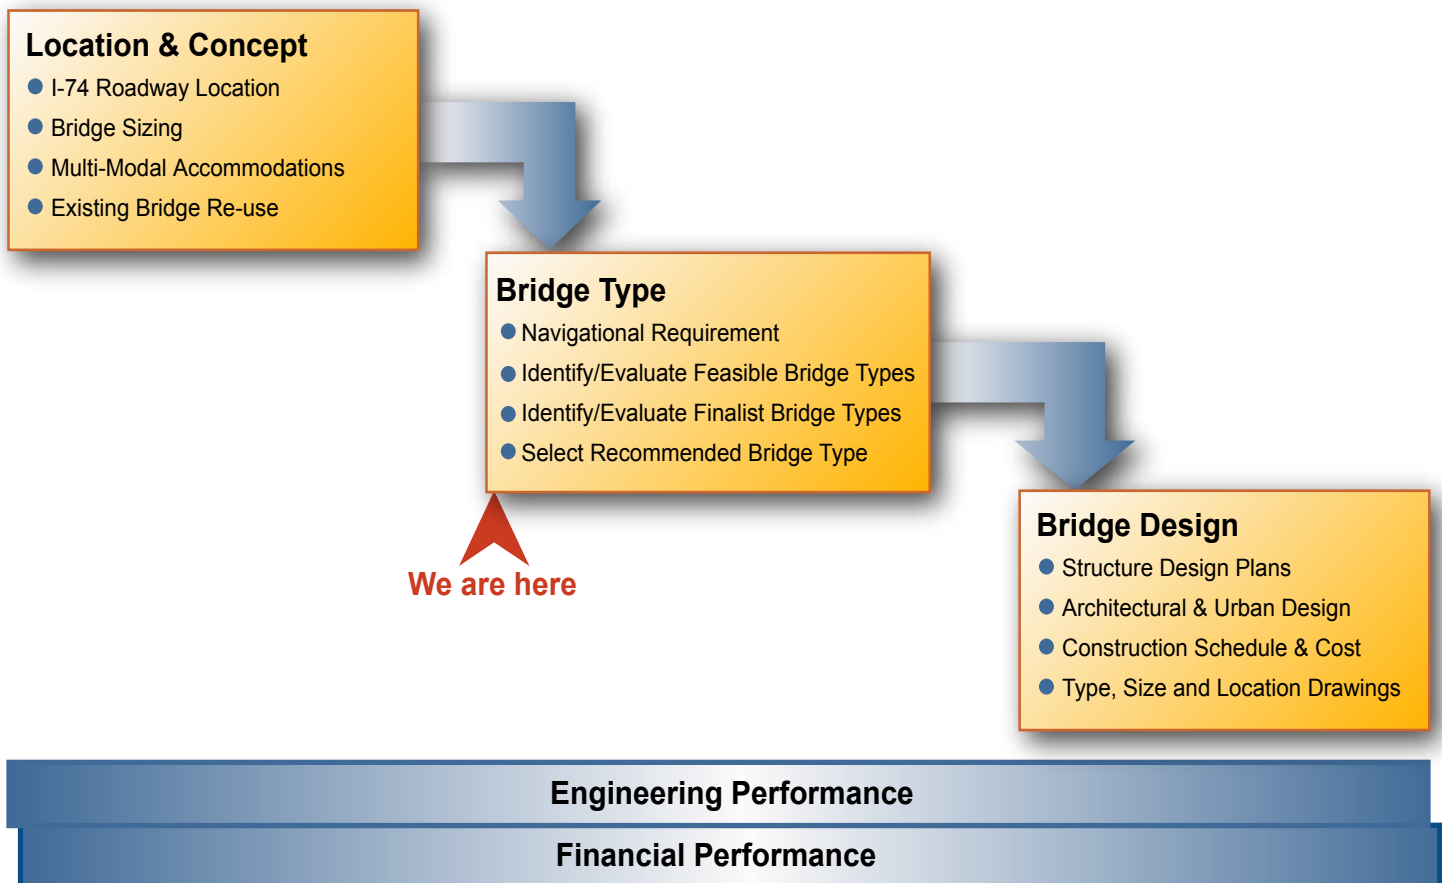 Location & Concept
I-74 Roadway Location
Bridge Sizing
Multi-Modal Accommodations
Existing Bridge Re-use
Bridge Type
Navigational Requirement
Identify/Evaluate Feasible Bridge Types
Identify/Evaluate Finalist Bridge Types
Select Recommended Bridge Type
We are here
Bridge Design
Structure Design Plans
Architectural & Urban Design
Construction Schedule & Cost
Type, Size and Location Drawings
Engineering Performance
Financial Performance